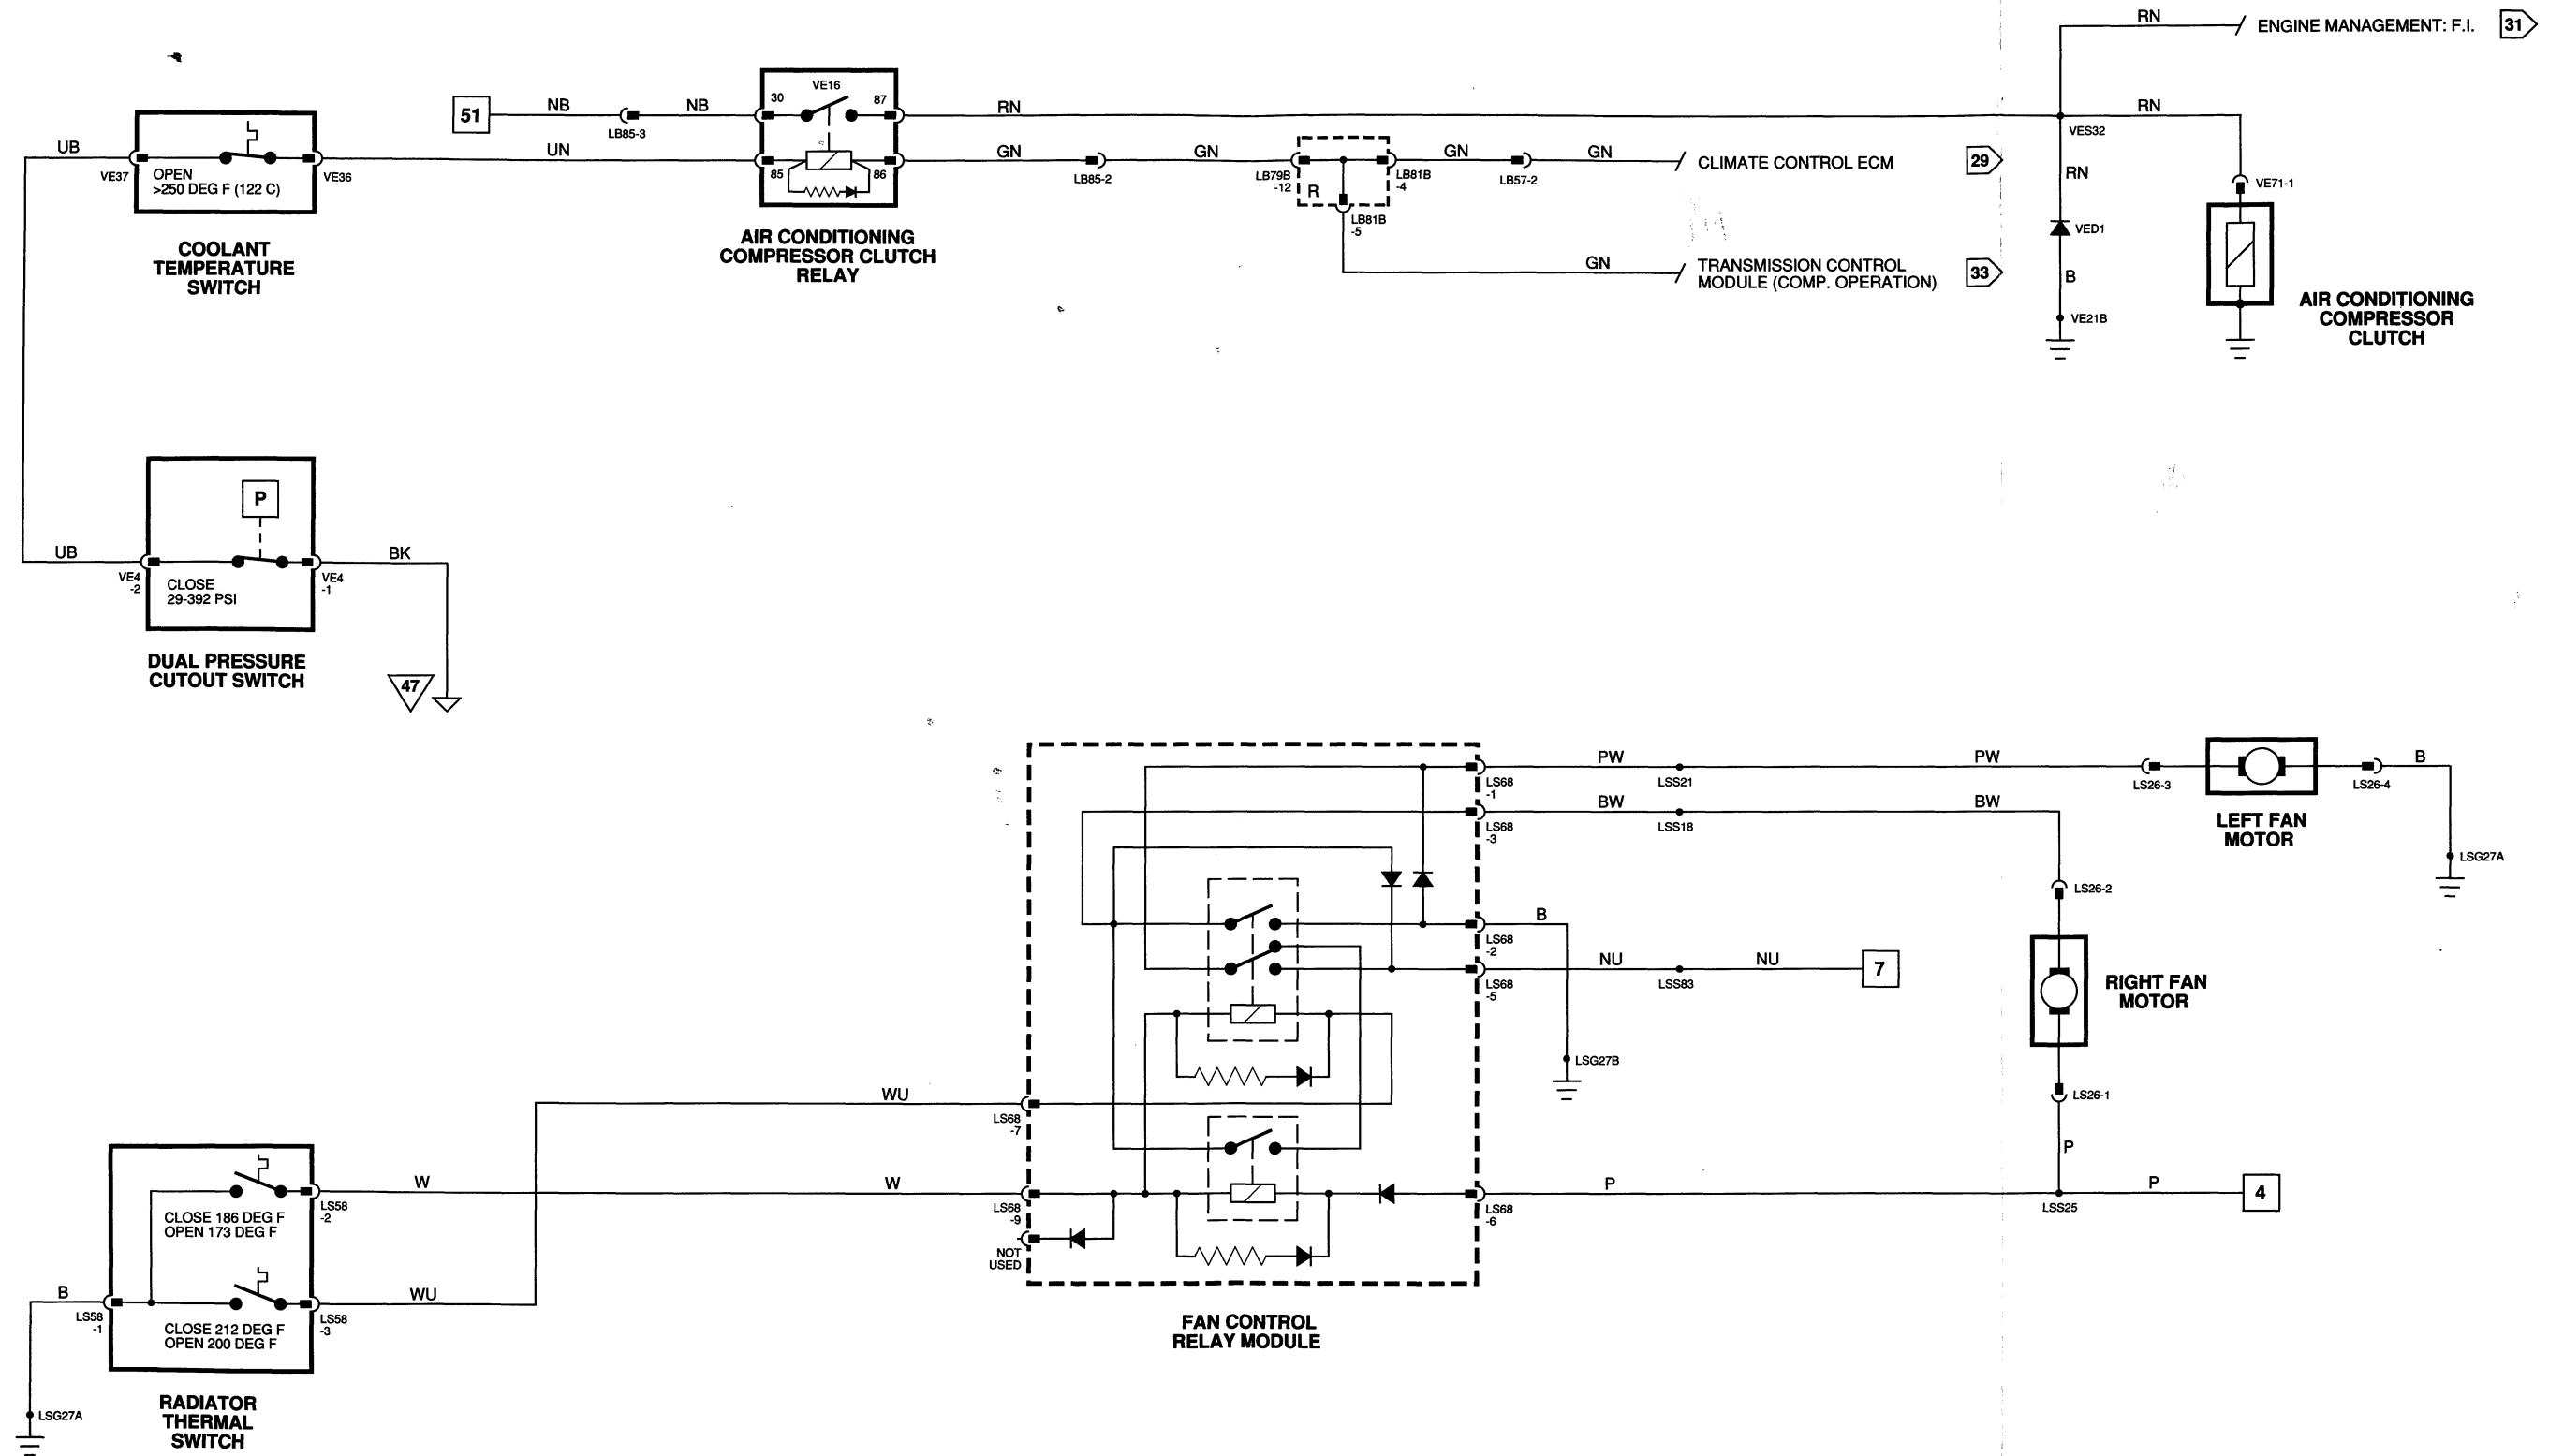 RN
ENGINE MANAGEMENT: F.I.
31
51
NB
LB85-3
NB
30
VE16
87
RN
RN
VES32
UB
VE37
OPEN
>250 DEG F (122 C)
VE36
COOLANT
TEMPERATURE
SWITCH
UN
85
86
AIR CONDITIONING
COMPRESSOR CLUTCH
RELAY
GN
LB85-2
GN
LB79B
-12
R
LB81B
-4
LB81B
-5
GN
LB57-2
GN
CLIMATE CONTROL ECM
29
GN
TRANSMISSION CONTROL
MODULE (COMP. OPERATION)
33
RN
VED1
B
VE21B
VE71-1
AIR CONDITIONING
COMPRESSOR
CLUTCH
UB
VE4
-2
P
CLOSE
29-392 PSI
VE4
-1
BK
DUAL PRESSURE
CUTOUT SWITCH
47
LS68
-1
PW
LSS21
PW
LS26-3
LEFT FAN
MOTOR
LS26-4
B
LSG27A
LS68
-3
BW
LSS18
BW
LS26-2
LS68
-2
B
LSG27B
LS68
-5
NU
LSS83
NU
7
RIGHT FAN
MOTOR
LS26-1
P
WU
LS68
-7
W
W
LS68
-9
NOT
USED
LS68
-6
P
LSS25
P
4
FAN CONTROL
RELAY MODULE
CLOSE 186 DEG F
OPEN 173 DEG F
LS58
-2
B
LS58
-1
CLOSE 212 DEG F
OPEN 200 DEG F
LS58
-3
WU
LSG27A
RADIATOR
THERMAL
SWITCH